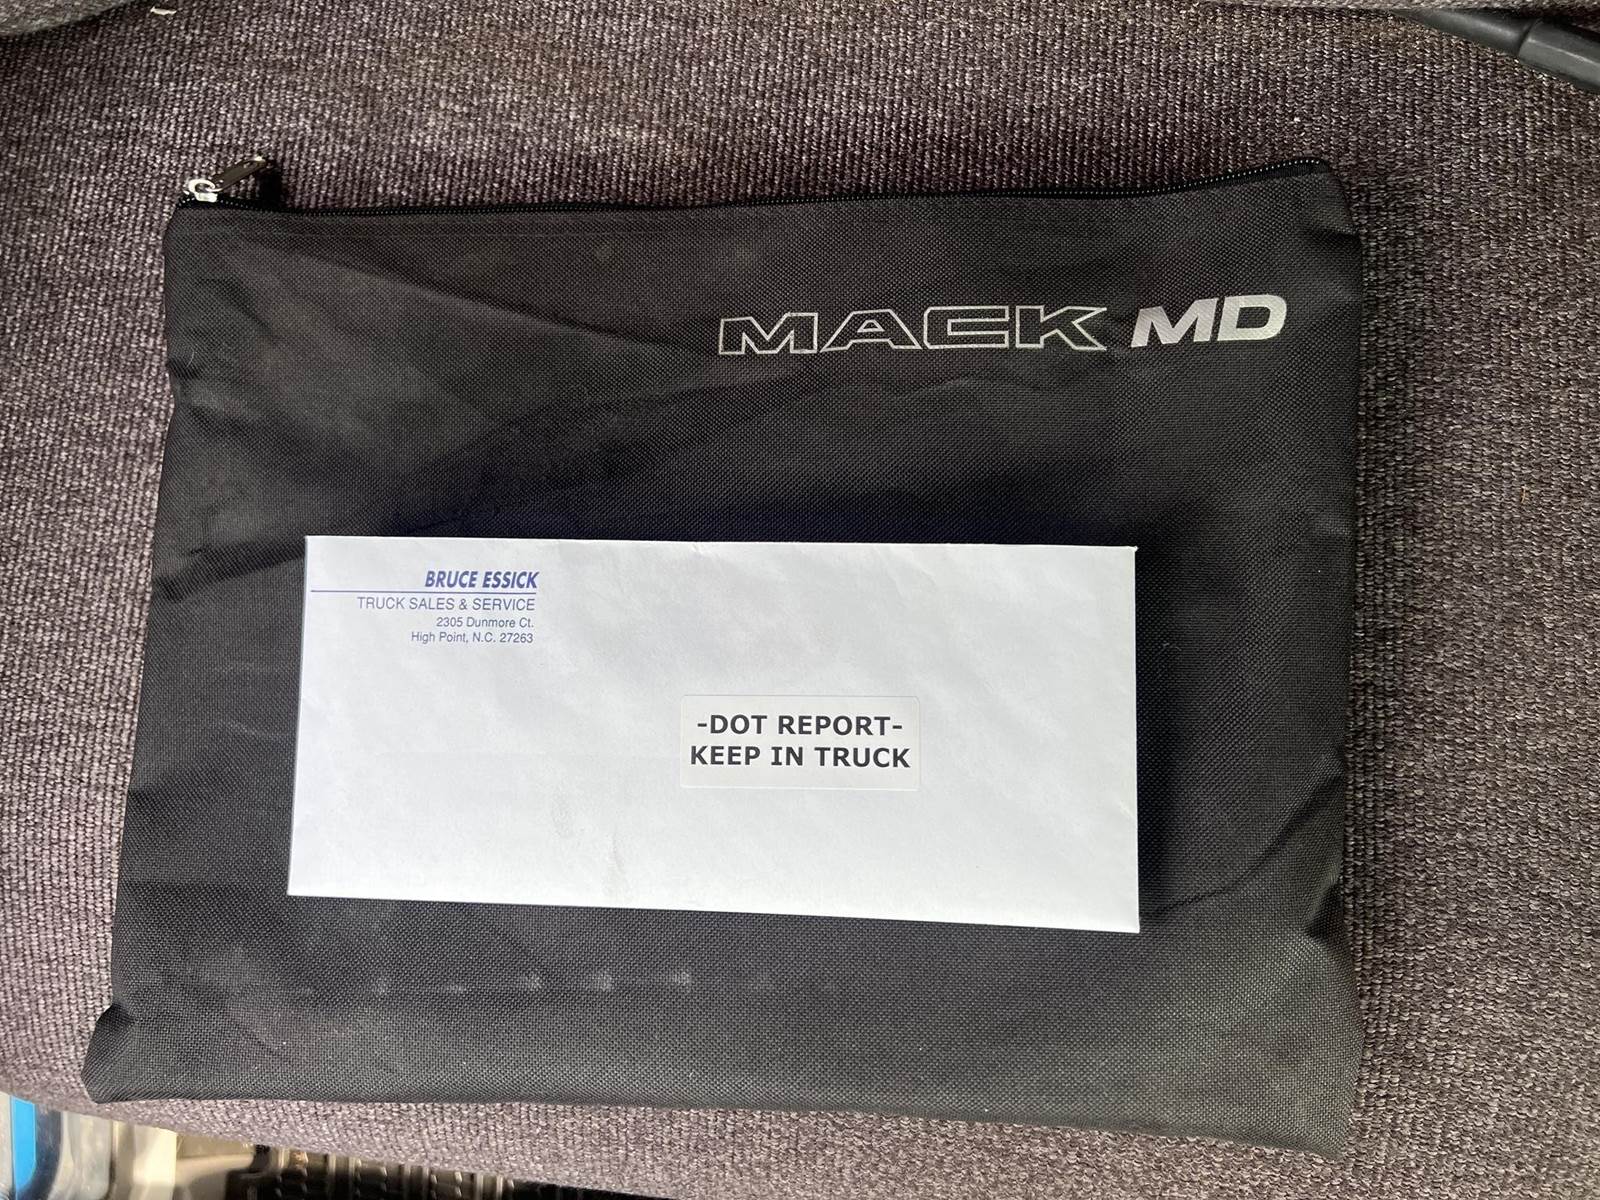 MACK MD
BRUCE ESSICK
TRUCK SALES & SERVICE
2305 Dunmore Ct.
High Point, N.C. 27263
-DOT REPORT-
KEEP IN TRUCK